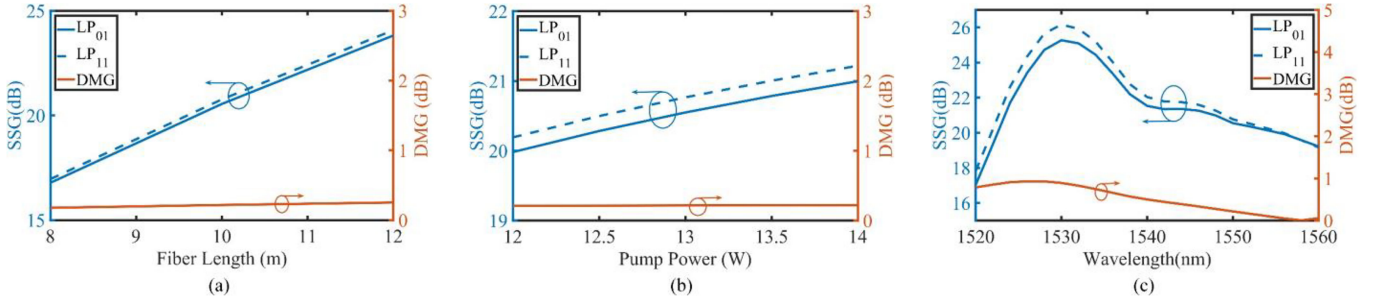 25
20
15
SSG(dB)
LP01
LP11
DMG
3
2
1
0
DMG (dB)
8 9 10 11 12
Fiber Length (m)
(a)
22
21
20
19
SSG(dB)
LP01
LP11
DMG
3
2
1
0
DMG (dB)
12 12.5 13 13.5 14
Pump Power (W)
(b)
26
24
22
20
18
16
SSG(dB)
LP01
LP11
DMG
5
4
3
2
1
0
DMG(dB)
1520 1530 1540 1550 1560
Wavelength(nm)
(c)